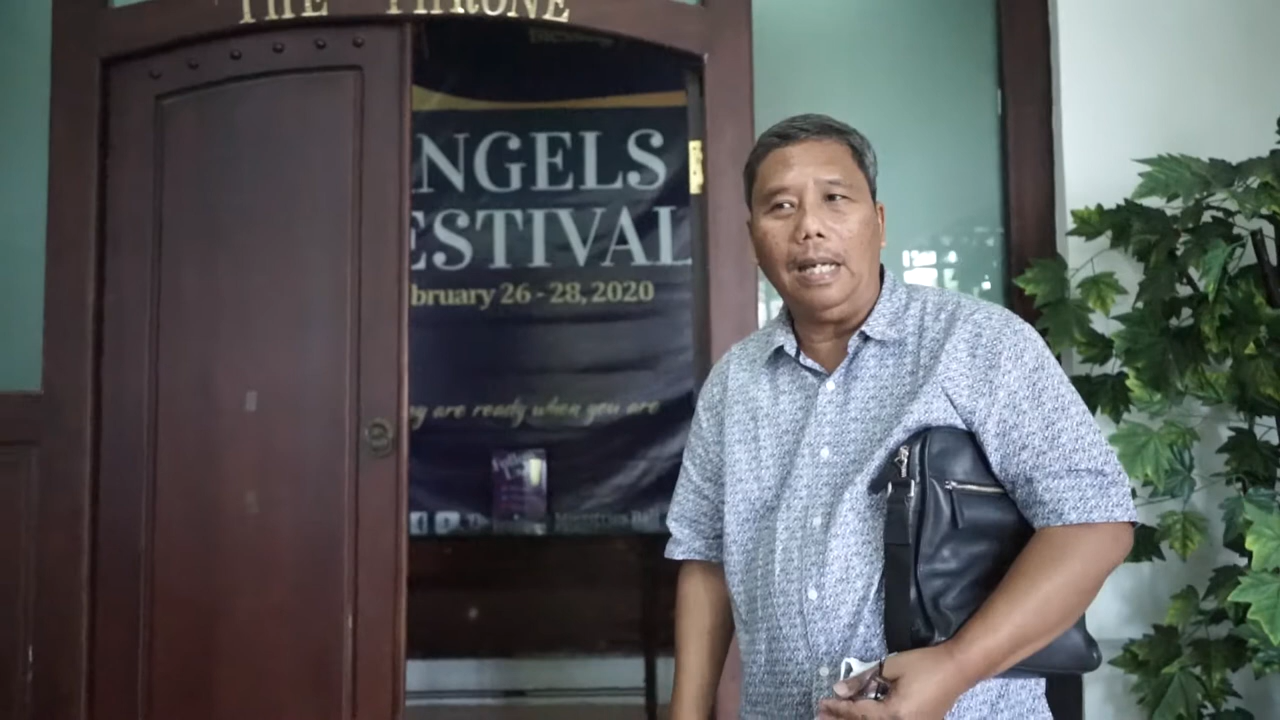 THE THRONE
NGELS
ESTIVAL
bruary 26 - 28, 2020
are ready when you are